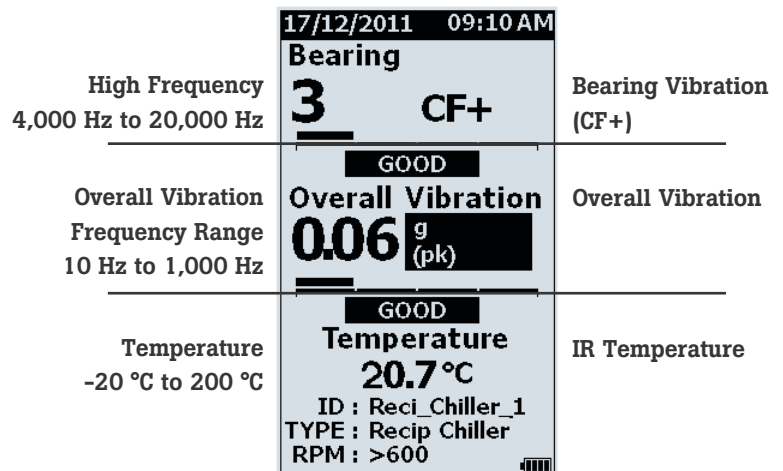 17/12/2011 09:10 AM
Bearing
3 CF+
GOOD
Overall Vibration
0.06 g
(pk)
GOOD
Temperature
20.7 °C
ID : Reci_Chiller_1
TYPE : Recip Chiller
RPM : >600
High Frequency
4,000 Hz to 20,000 Hz
Overall Vibration
Frequency Range
10 Hz to 1,000 Hz
Temperature
-20 °C to 200 °C
Bearing Vibration
(CF+)
Overall Vibration
IR Temperature